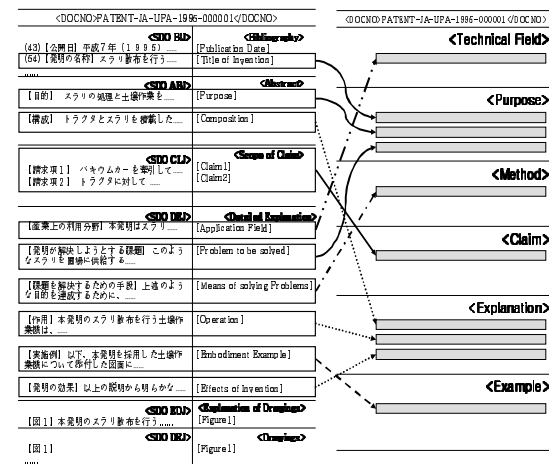 <DOCNO>PATENT-JA-UPA-1995-000001</DOCNO>
<SDO BIJ> <Bibliography>
(43)【公開日】平成7年(1995)...... [Publication Date]
(54)【発明の名称】スラリ散布を行う...... [Title of Invention]
......
<SDO ABJ> <Abstract>
【目的】 スラリの処理と土壌作業を...... [Purpose]
【構成】 トラクタとスラリを積載した...... [Composition]
<SDO CLJ> <Scope of Claim>
【請求項1】 バキウムカーを牽引して...... [Claim1]
【請求項2】 トラクタに対して...... [Claim2]
<SDO DEJ> <Detailed Explanation>
【産業上の利用分野】本発明はスラリ...... [Application Field]
【発明が解決しようとする課題】 このよう [Problem to be solved]
なスラリを圃場に供給する......
【課題を解決するための手段】上述のよう [Means of solving Problems]
な目的を達成するために、......
【作用】本発明のスラリ散布を行う土壌作 [Operation]
業機は、......
【実施例】以下、本発明を採用した土壌作 [Embodiment Example]
業機について添付した図面に......
【発明の効果】以上の説明から明らかな...... [Effects of Invention]
<SDO EDJ> <Explanation of Drawings>
【図1】本発明のスラリ散布を行う...... [Figure1]
<SDO DRJ> <Drawings>
【図1】 [Figure1]
......
<DOCNO>PATENT-JA-UPA-1995-000001</DOCNO>
<Technical Field>
<Purpose>
<Method>
<Claim>
<Explanation>
<Example>